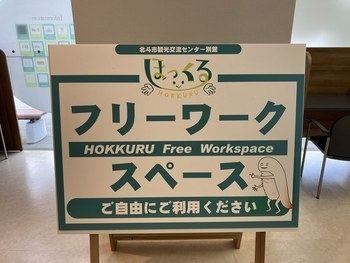 北斗市観光交流センター別館
ほっくる
HOKKURU
フリーワーク
HOKKURU Free Workspace
スペース
ご自由にご利用ください